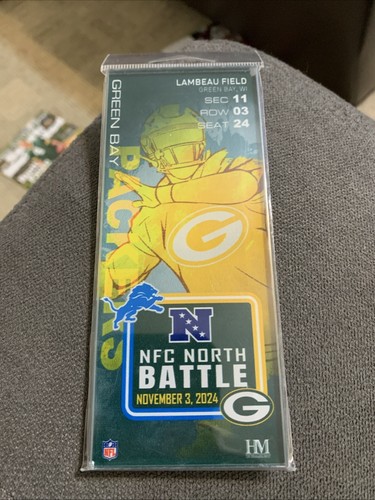 LAMBEAU FIELD
GREEN BAY, WI
SEC 11
ROW 03
SEAT 24
GREEN BAY
PACKERS
G
N
NFC NORTH
BATTLE
NOVEMBER 3, 2024
G
NFL
HM